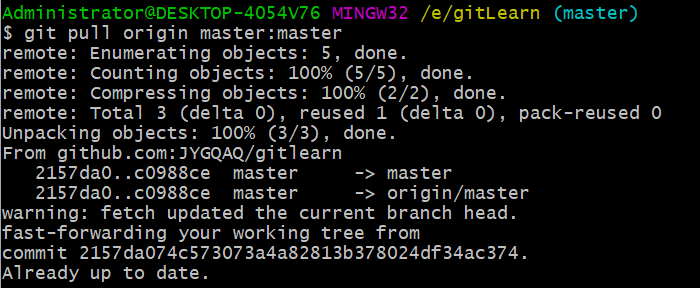 Administrator@DESKTOP-4054V76 MINGW32 /e/gitLearn (master)
$ git pull origin master:master
remote: Enumerating objects: 5, done.
remote: Counting objects: 100% (5/5), done.
remote: Compressing objects: 100% (2/2), done.
remote: Total 3 (delta 0), reused 1 (delta 0), pack-reused 0
Unpacking objects: 100% (3/3), done.
From github.com:JYGQAQ/gitlearn
   2157da0..c0988ce  master     -> master
   2157da0..c0988ce  master     -> origin/master
warning: fetch updated the current branch head.
fast-forwarding your working tree from
commit 2157da074c573073a4a82813b378024df34ac374.
Already up to date.